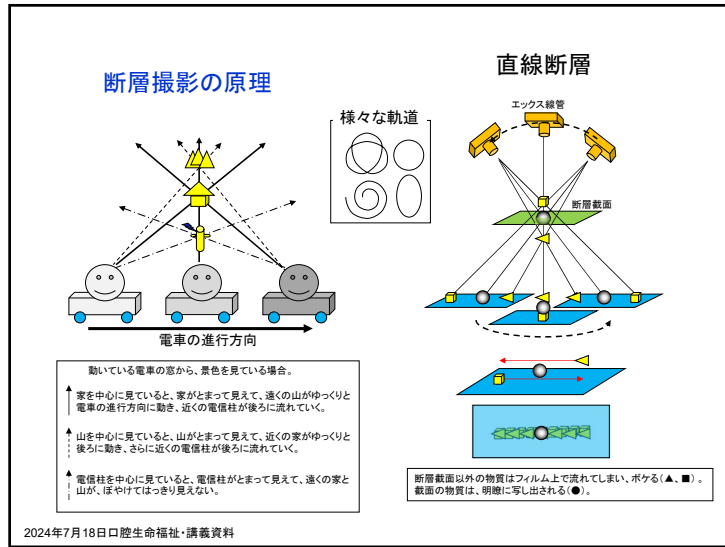 断層撮影の原理
電車の進行方向
動いている電車の窓から、景色を見ている場合。
家を中心に見ていると、家がとまって見えて、遠くの山がゆっくりと
電車の進行方向に動き、近くの電信柱が後ろに流れていく。
山を中心に見ていると、山がとまって見えて、近くの家がゆっくりと
後ろに動き、さらに近くの電信柱が後ろに流れていく。
電信柱を中心に見ていると、電信柱がとまって見えて、遠くの家と
山が、ぼやけてはっきり見えない。
様々な軌道
直線断層
エックス線管
断層截面
断層截面以外の物質はフィルム上で流れてしまい、ボケる(▲、■)。
截面の物質は、明瞭に写し出される(●)。
2024年7月18日口腔生命福祉・講義資料